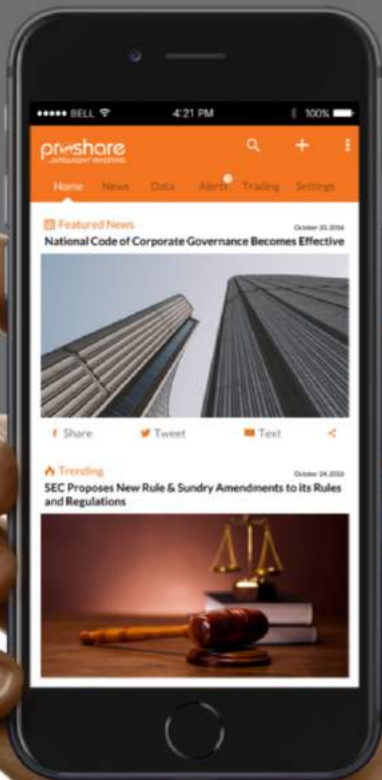 BELL 4:21 PM 100%
proshare
...INTELLIGENT INVESTING
Home News Data Alerts Trading Settings
Featured News October 20, 2016
National Code of Corporate Governance Becomes Effective
Share Tweet Text
Trending October 24, 2016
SEC Proposes New Rule & Sundry Amendments to its Rules
and Regulations